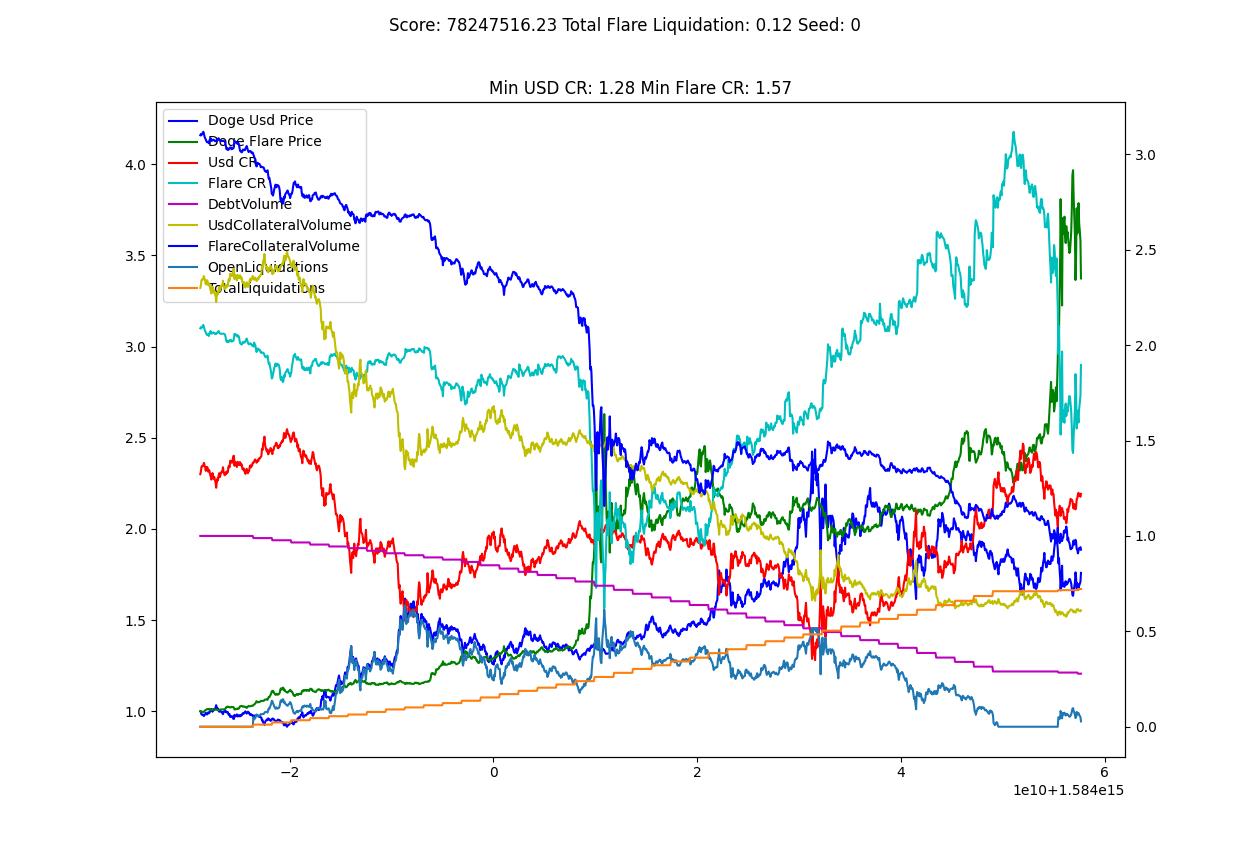 Score: 78247516.23 Total Flare Liquidation: 0.12 Seed: 0
Min USD CR: 1.28 Min Flare CR: 1.57
Doge Usd Price
Doge Flare Price
Usd CR
Flare CR
DebtVolume
UsdCollateralVolume
FlareCollateralVolume
OpenLiquidations
TotalLiquidations
4.0
3.5
3.0
2.5
2.0
1.5
1.0
3.0
2.5
2.0
1.5
1.0
0.5
0.0
−2 0 2 4 6
1e10+1.584e15